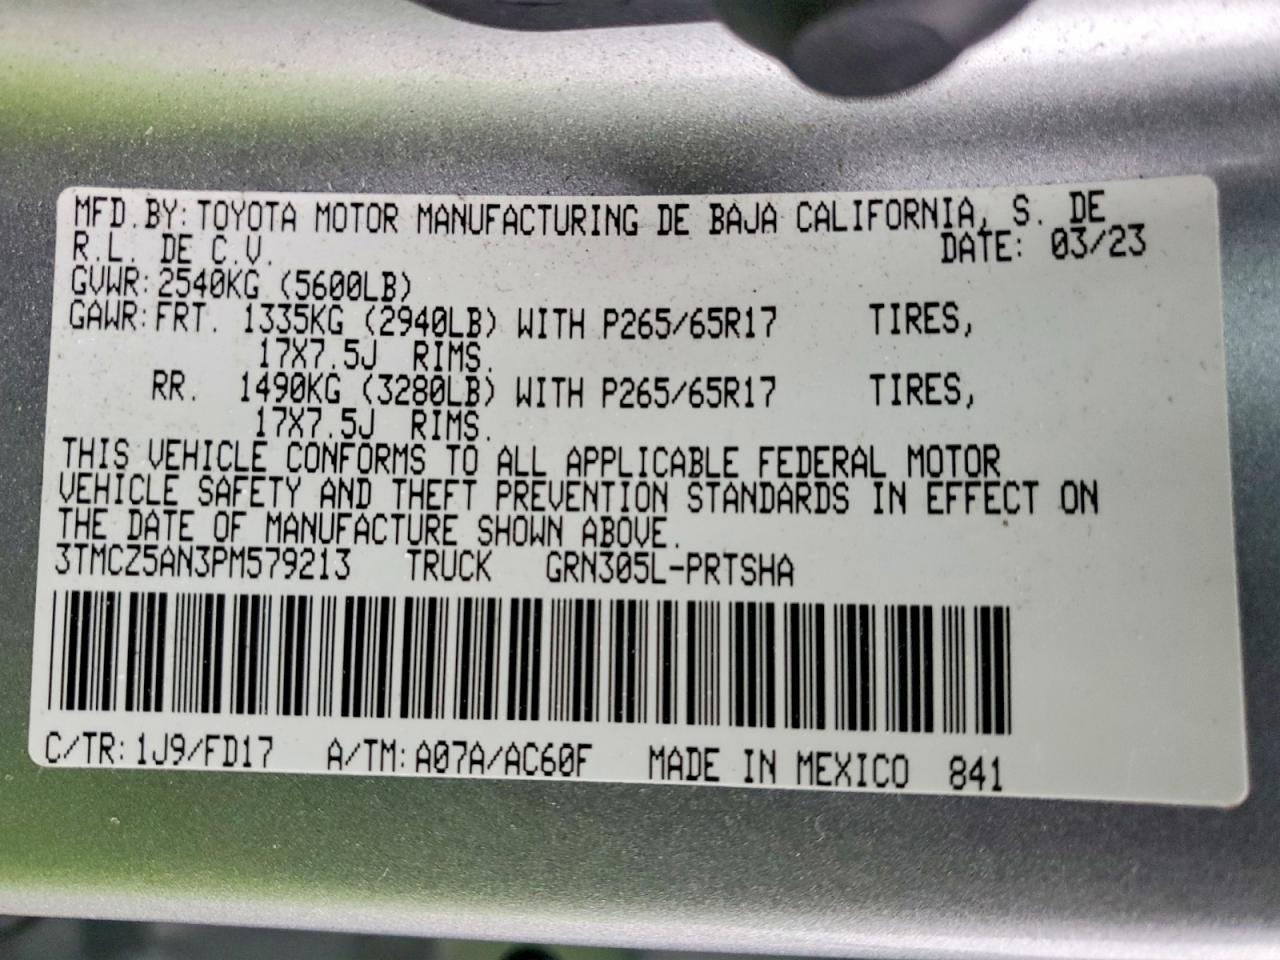 MFD.BY: TOYOTA MOTOR MANUFACTURING DE BAJA CALIFORNIA, S. DE
R.L. DE C.V. DATE: 03/23
GVWR: 2540KG (5600LB)
GAWR: FRT. 1335KG (2940LB) WITH P265/65R17 TIRES,
17X7.5J RIMS.
RR. 1490KG (3280LB) WITH P265/65R17 TIRES,
17X7.5J RIMS.
THIS VEHICLE CONFORMS TO ALL APPLICABLE FEDERAL MOTOR
VEHICLE SAFETY AND THEFT PREVENTION STANDARDS IN EFFECT ON
THE DATE OF MANUFACTURE SHOWN ABOVE.
3TMCZ5AN3PM579213 TRUCK GRN305L-PRTSHA
C/TR: 1J9/FD17 A/TM: A07A/AC60F MADE IN MEXICO 841